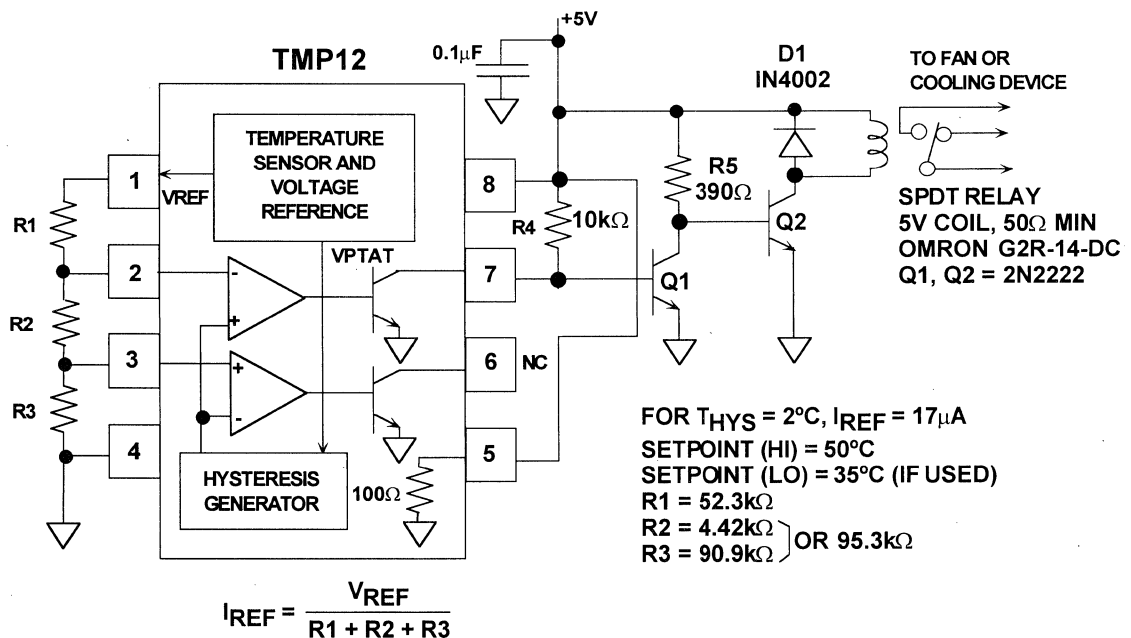 +5V
0.1μF
TMP12
D1
IN4002
TO FAN OR
COOLING DEVICE
TEMPERATURE
SENSOR AND
VOLTAGE
REFERENCE
1
VREF
8
R5
390Ω
R1
R4
10kΩ
Q2
SPDT RELAY
5V COIL, 50Ω MIN
OMRON G2R-14-DC
Q1, Q2 = 2N2222
VPTAT
2
-
7
Q1
R2
+
3
+
6
NC
R3
-
4
5
HYSTERESIS
GENERATOR
100Ω
FOR THYS = 2ºC, IREF = 17μA
SETPOINT (HI) = 50ºC
SETPOINT (LO) = 35ºC (IF USED)
R1 = 52.3kΩ
R2 = 4.42kΩ
R3 = 90.9kΩ
OR 95.3kΩ
IREF = VREF
R1 + R2 + R3